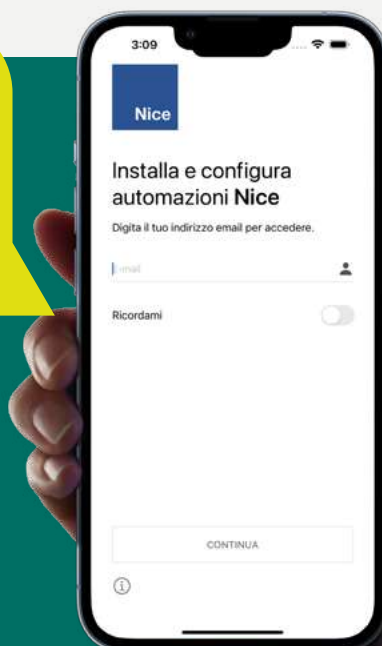 3:09
Nice
Installa e configura
automazioni Nice
Digita il tuo indirizzo email per accedere.
E-mail
Ricordami
CONTINUA